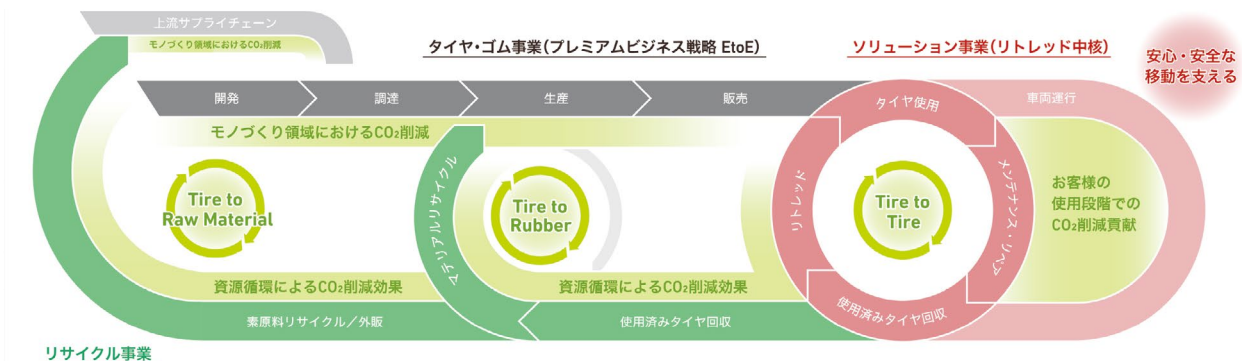 上流サプライチェーン
モノづくり領域におけるCO₂削減
タイヤ・ゴム事業(プレミアムビジネス戦略 EtoE)
ソリューション事業(リトレッド中核)
安心・安全な
移動を支える
開発
調達
生産
販売
タイヤ使用
車両運行
モノづくり領域におけるCO₂削減
Tire to
Raw Material
マテリアルリサイクル
Tire to
Rubber
リトレッド
Tire to
Tire
メンテナンス・リペア
お客様の
使用段階での
CO₂削減貢献
資源循環によるCO₂削減効果
資源循環によるCO₂削減効果
素原料リサイクル/外販
使用済みタイヤ回収
使用済みタイヤ回収
リサイクル事業